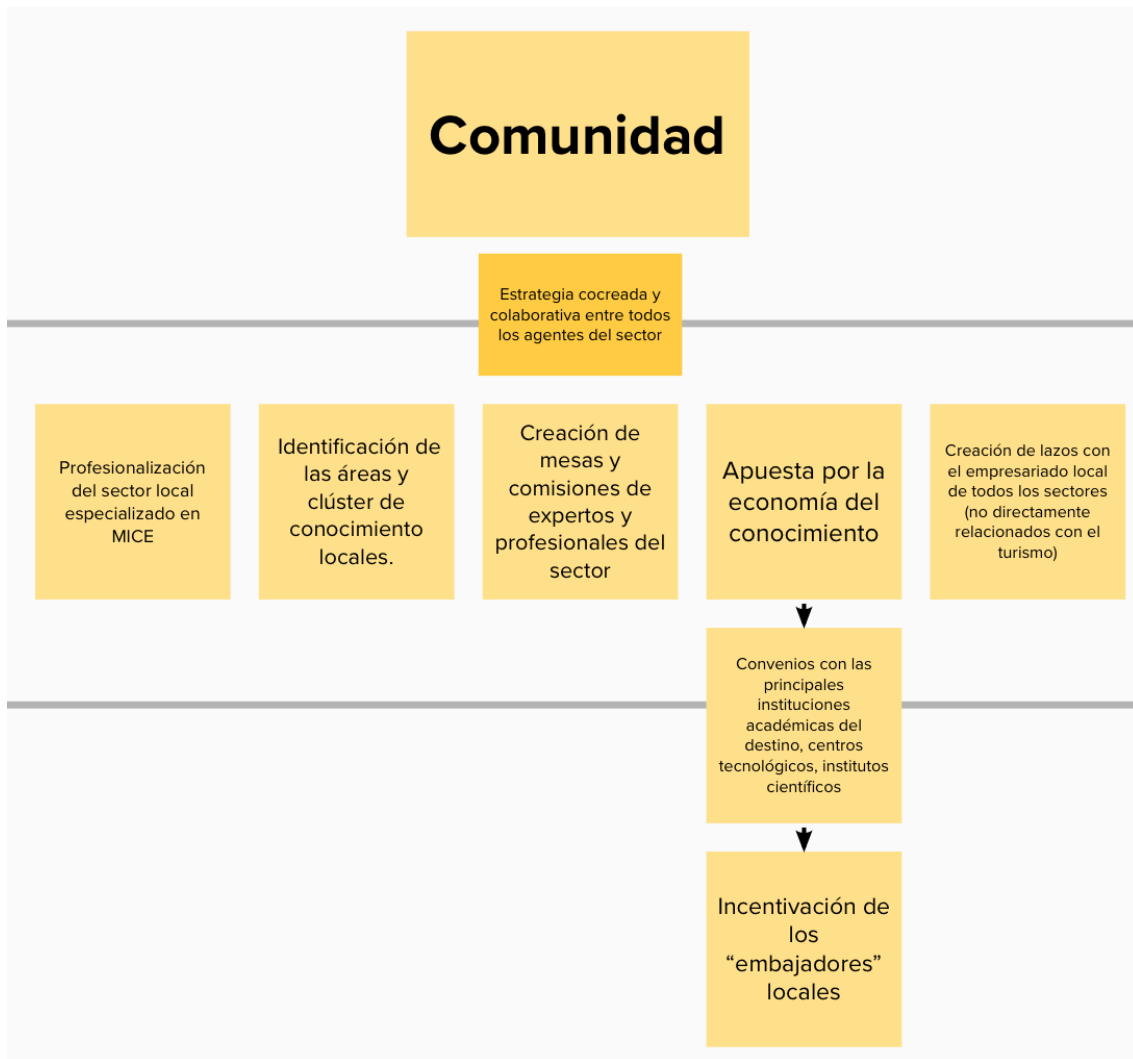 Comunidad
Estrategia cocreada y
colaborativa entre todos
los agentes del sector
Profesionalización
del sector local
especializado en
MICE
Identificación de
las áreas y
clúster de
conocimiento
locales.
Creación de
mesas y
comisiones de
expertos y
profesionales del
sector
Apuesta por la
economía del
conocimiento
Creación de lazos con
el empresariado local
de todos los sectores
(no directamente
relacionados con el
turismo)
Convenios con las
principales
instituciones
académicas del
destino, centros
tecnológicos, institutos
científicos
Incentivación de
los
“embajadores”
locales